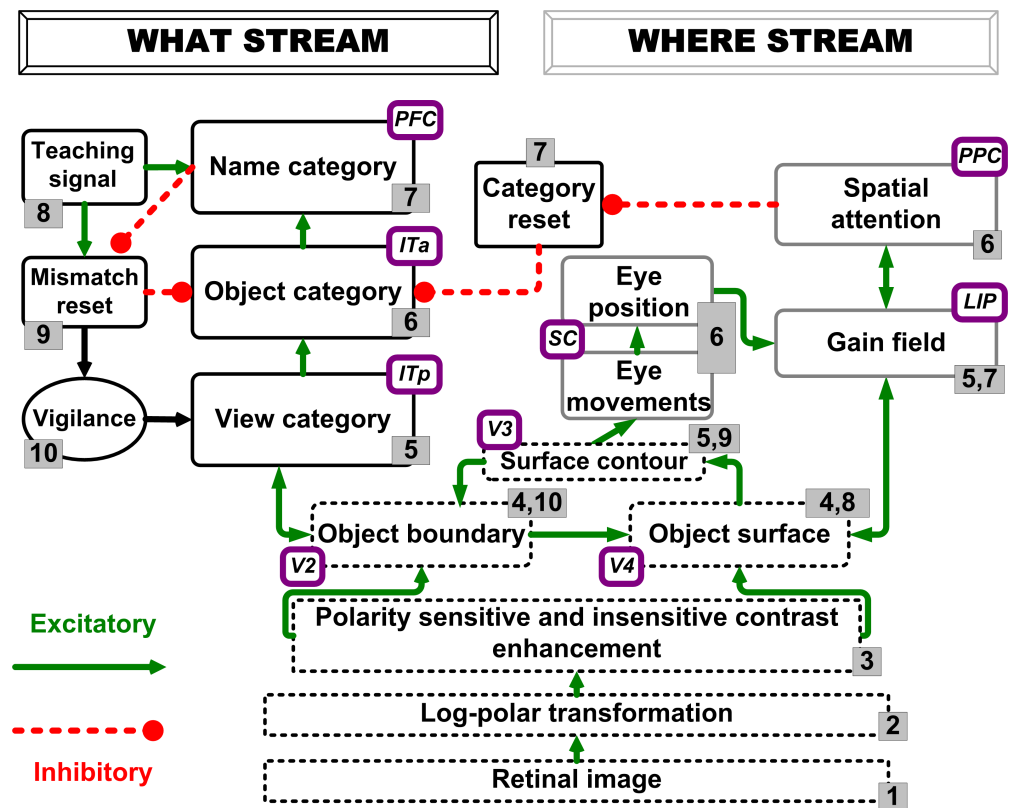 WHAT STREAM
WHERE STREAM
PFC
Teaching
signal
8
Name category
7
7
Category
reset
PPC
Spatial
attention
6
ITa
Mismatch
reset
9
Object category
6
Eye
position
SC
6
Eye
movements
LIP
Gain field
5,7
ITp
Vigilance
10
View category
5
V3
5,9
Surface contour
4,10
Object boundary
V2
4,8
Object surface
V4
Excitatory
Polarity sensitive and insensitive contrast
enhancement
3
Log-polar transformation
2
Inhibitory
Retinal image
1